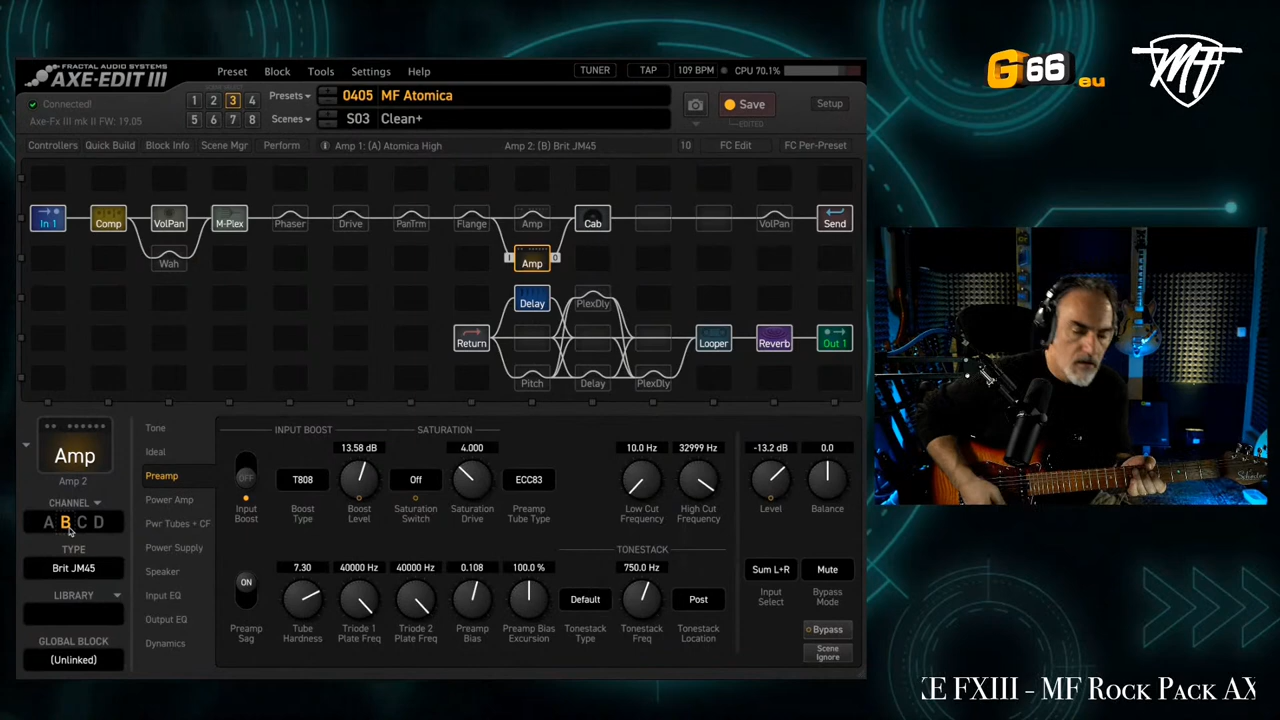 FRACTAL AUDIO SYSTEMS
AXE-EDIT III
Preset Block Tools Settings Help
TUNER TAP 109 BPM CPU 70.1%
Connected!
Axe-Fx III mk II FW: 19.05
1 2 3 4
5 6 7 8
Presets 0405 MF Atomica
Scenes S03 Clean+
Save
EDITED
Setup
Controllers Quick Build Block Info Scene Mgr Perform
Amp 1: (A) Atomica High Amp 2: (B) Brit JM45 10 FC Edit FC Per-Preset
In 1 Comp VolPan M-Plex Phaser Drive PanTrm Flange Amp Cab VolPan Send
Wah I Amp O
Delay PlexDly
Return Looper Reverb Out 1
Pitch Delay PlexDly
Amp
Amp 2
CHANNEL
A B C D
TYPE
Brit JM45
LIBRARY
GLOBAL BLOCK
(Unlinked)
Tone
Ideal
Preamp
Power Amp
Pwr Tubes + CF
Power Supply
Speaker
Input EQ
Output EQ
Dynamics
INPUT BOOST SATURATION
13.58 dB 4.000 10.0 Hz 32999 Hz -13.2 dB 0.0
OFF T808 Off ECC83
Input Boost
Boost Type
Boost Level
Saturation Switch
Saturation Drive
Preamp Tube Type
Low Cut Frequency
High Cut Frequency
Level
Balance
TONESTACK
7.30 40000 Hz 40000 Hz 0.108 100.0 % 750.0 Hz
ON Default Post Sum L+R Mute
Preamp Sag
Tube Hardness
Triode 1 Plate Freq
Triode 2 Plate Freq
Preamp Bias
Preamp Bias Excursion
Tonestack Type
Tonestack Freq
Tonestack Location
Input Select
Bypass Mode
Bypass
Scene Ignore
G66.eu
MF
E FXIII – MF Rock Pack AX